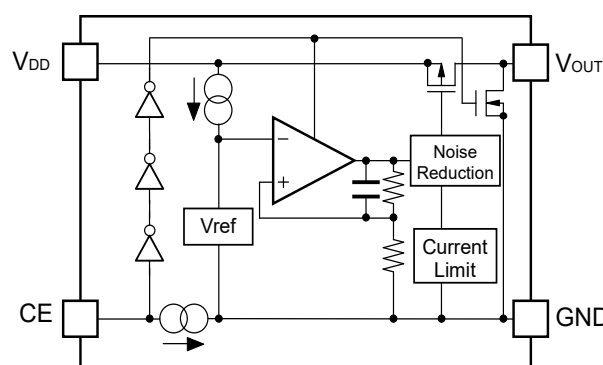 VDD
VOUT
−
+
Noise
Reduction
Vref
Current
Limit
CE
GND